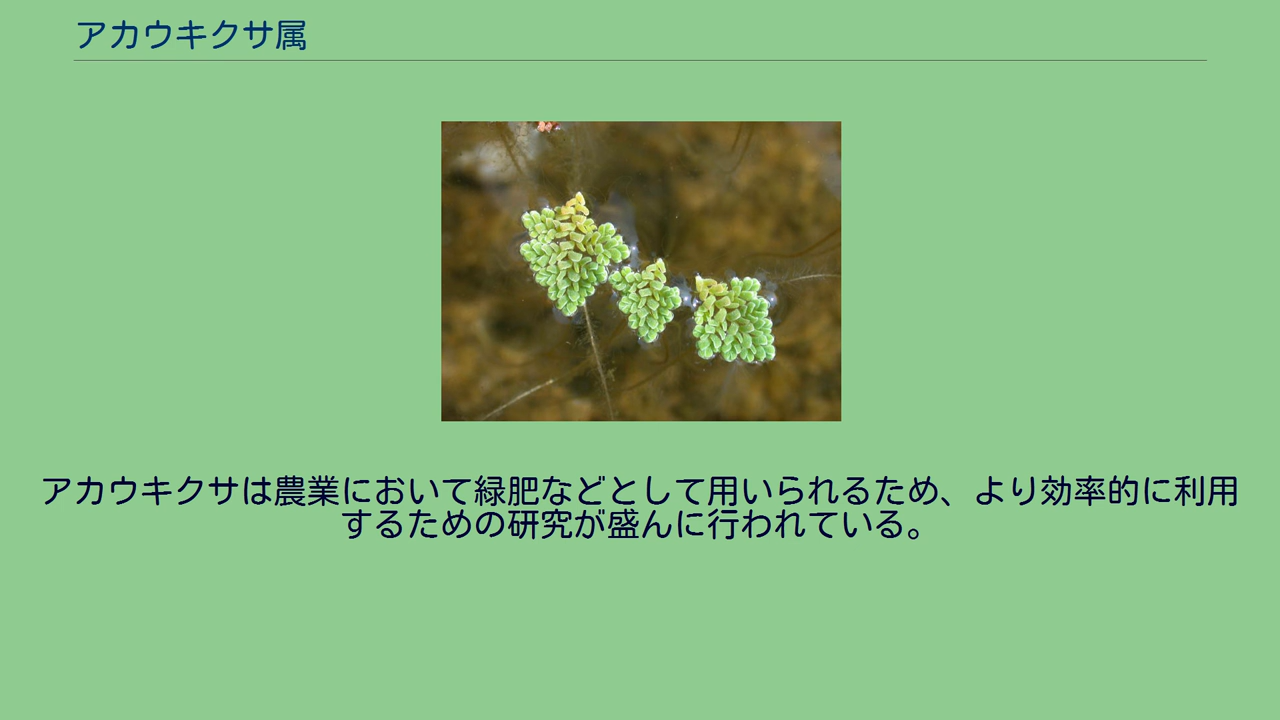 アカウキクサ属
アカウキクサは農業において緑肥などとして用いられるため、より効率的に利用
するための研究が盛んに行われている。